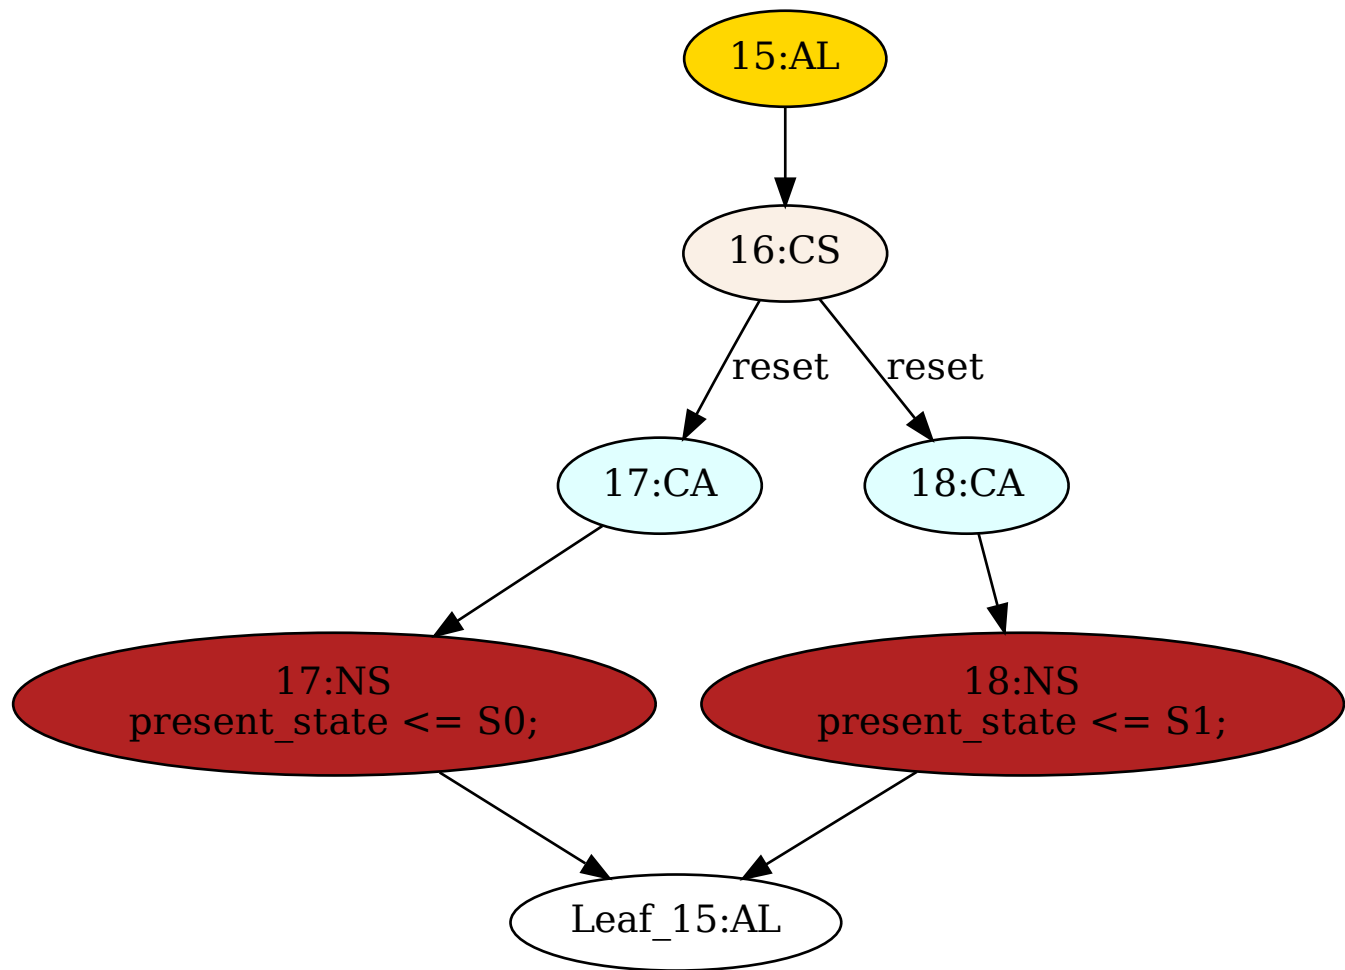 15:AL
16:CS
reset
reset
17:CA
18:CA
17:NS
present_state <= S0;
18:NS
present_state <= S1;
Leaf_15:AL